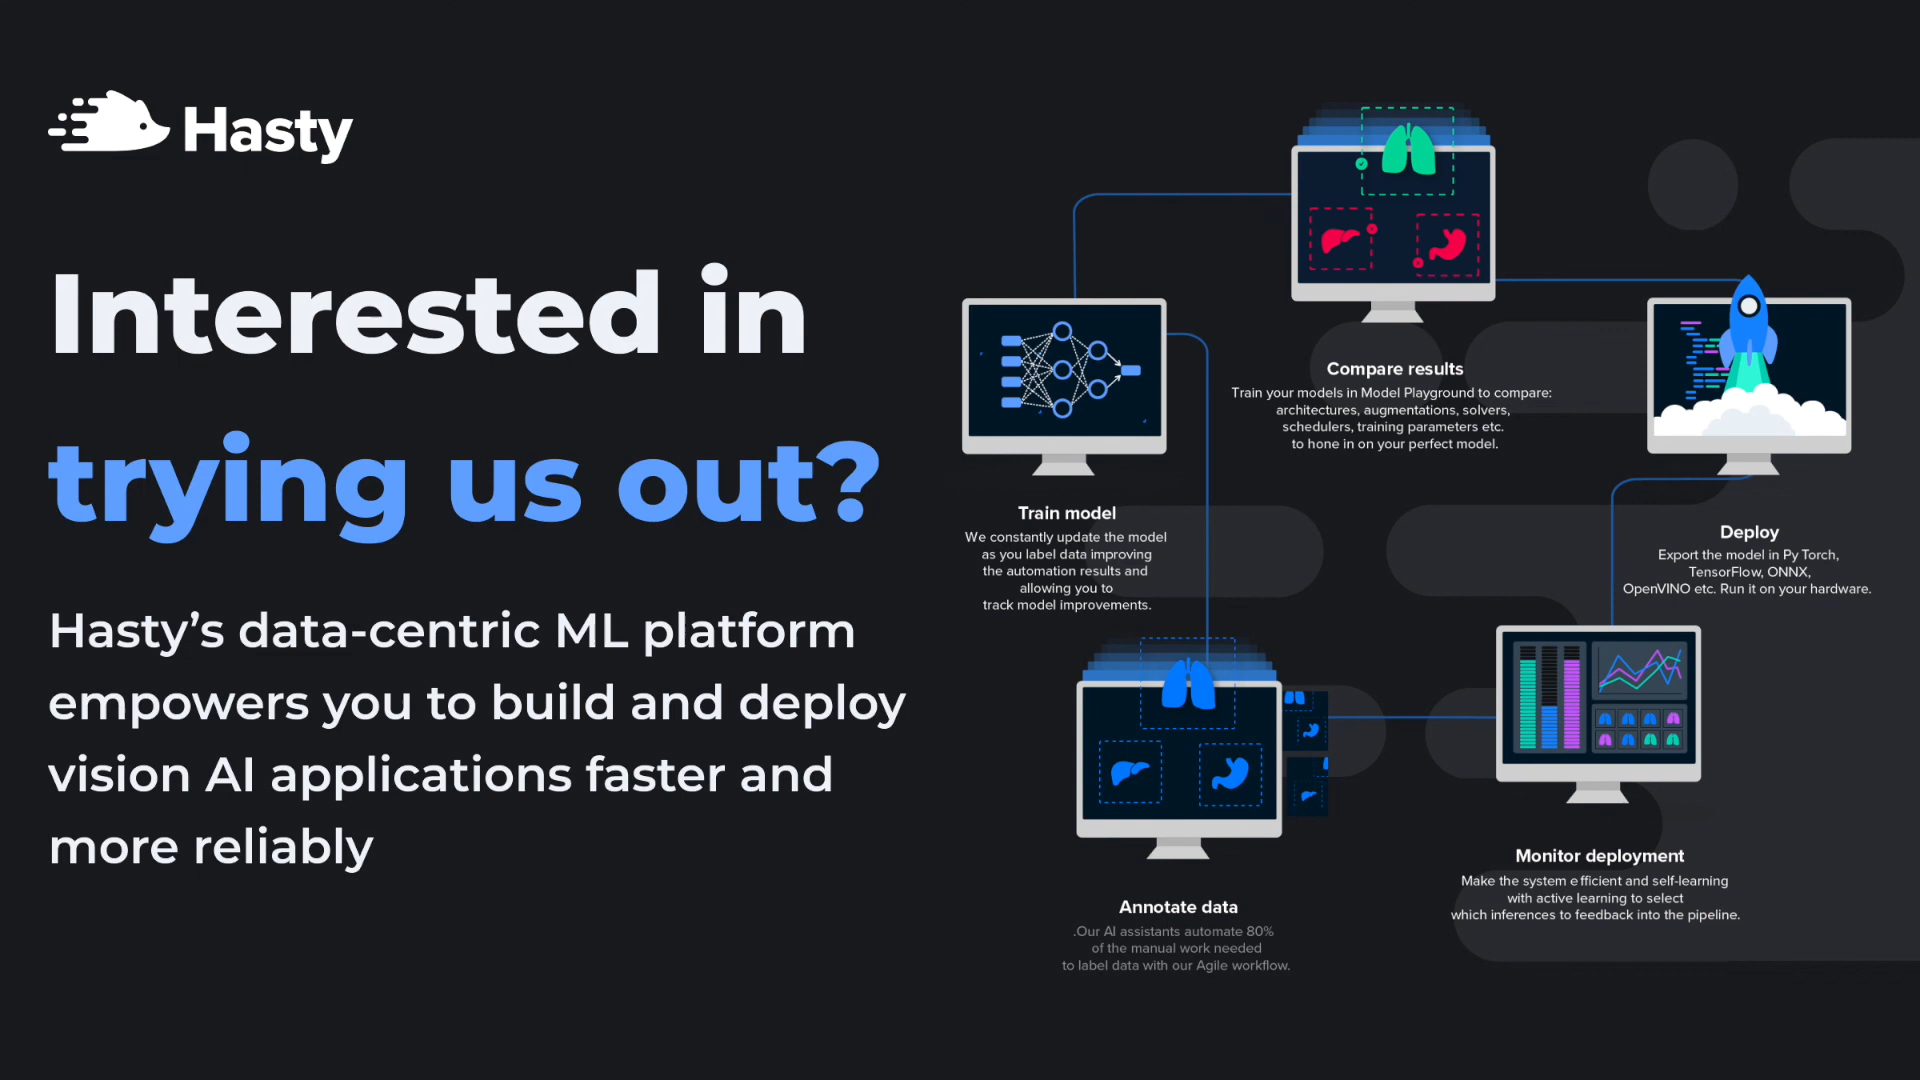 Hasty
Interested in
trying us out?
Hasty’s data-centric ML platform
empowers you to build and deploy
vision AI applications faster and
more reliably
Compare results
Train your models in Model Playground to compare:
architectures, augmentations, solvers,
schedulers, training parameters etc.
to hone in on your perfect model.
Train model
We constantly update the model
as you label data improving
the automation results and
allowing you to
track model improvements.
Deploy
Export the model in Py Torch,
TensorFlow, ONNX,
OpenVINO etc. Run it on your hardware.
Monitor deployment
Make the system efficient and self-learning
with active learning to select
which inferences to feedback into the pipeline.
Annotate data
.Our AI assistants automate 80%
of the manual work needed
to label data with our Agile workflow.